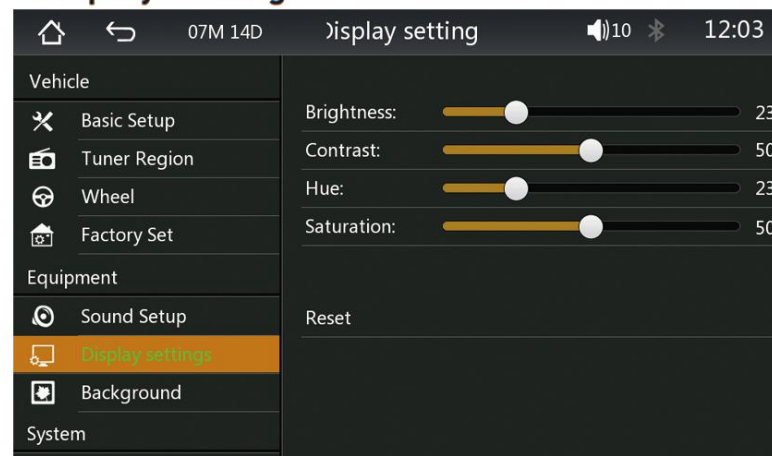 07M 14D
Display setting
10
12:03
Vehicle
Basic Setup
Tuner Region
Wheel
Factory Set
Equipment
Sound Setup
Display settings
Background
System
Brightness: 23
Contrast: 50
Hue: 23
Saturation: 50
Reset